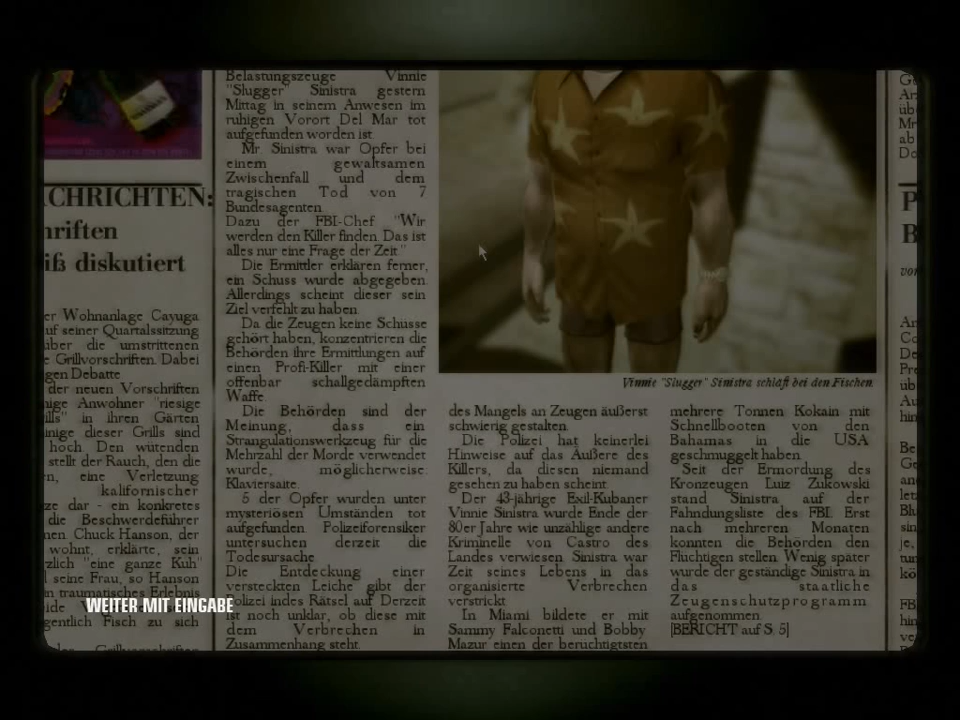 CHRICHTEN:
hriften
iß diskutiert
er Wohnanlage Cayuga
uf seiner Quartalssitzung
über die umstrittenen
e Grillvorschriften. Dabei
gen Debatte
der neuen Vorschriften
nige Anwohner "riesige
ills" in ihren Gärten
inige dieser Grills sind
hoch. Den wütenden
stellt der Rauch, den die
n, eine Verletzung
kalifornischer
ze dar - ein konkretes
die Beschwerdeführer
nen Chuck Hanson, der
wohnt, erklärte, sein
zlich "eine ganze Kuh"
l seine Frau, so Hanson
in traumatisches Erlebnis
gentlich Fisch zu sich
Belastungszeuge Vinnie
"Slugger" Sinistra gestern
Mittag in seinem Anwesen im
ruhigen Vorort Del Mar tot
aufgefunden worden ist.
Mr. Sinistra war Opfer bei
einem gewaltsamen
Zwischenfall und dem
tragischen Tod von 7
Bundesagenten.
Dazu der FBI-Chef "Wir
werden den Killer finden. Das ist
alles nur eine Frage der Zeit."
Die Ermittler erklären ferner,
ein Schuss wurde abgegeben.
Allerdings scheint dieser sein
Ziel verfehlt zu haben.
Da die Zeugen keine Schüsse
gehört haben, konzentrieren die
Behörden ihre Ermittlungen auf
einen Profi-Killer mit einer
offenbar schallgedämpften
Waffe.
Die Behörden sind der
Meinung, dass ein
Strangulationswerkzeug für die
Mehrzahl der Morde verwendet
wurde, möglicherweise
Klaviersaite.
5 der Opfer wurden unter
mysteriösen Umständen tot
aufgefunden. Polizeiforensiker
untersuchen derzeit die
Todesursache.
Die Entdeckung einer
versteckten Leiche gibt der
Polizei indes Rätsel auf. Derzeit
ist noch unklar, ob diese mit
dem Verbrechen in
Zusammenhang steht.
Vinnie "Slugger" Sinistra schläft bei den Fischen.
des Mangels an Zeugen äußerst
schwierig gestalten.
Die Polizei hat keinerlei
Hinweise auf das Äußere des
Killers, da diesen niemand
gesehen zu haben scheint.
Der 43-jährige Exil-Kubaner
Vinnie Sinistra wurde Ende der
80er Jahre wie unzählige andere
Kriminelle von Castro des
Landes verwiesen. Sinistra war
Zeit seines Lebens in das
organisierte Verbrechen
verstrickt.
In Miami bildete er mit
Sammy Falconetti und Bobby
Mazur einen der berüchtigtsten
mehrere Tonnen Kokain mit
Schnellbooten von den
Bahamas in die USA
geschmuggelt haben.
Seit der Ermordung des
Kronzeugen Luiz Zukowski
stand Sinistra auf der
Fahndungsliste des FBI. Erst
nach mehreren Monaten
konnten die Behörden den
Flüchtigen stellen. Wenig später
wurde der geständige Sinistra in
das staatliche
Zeugenschutzprogramm
aufgenommen.
[BERICHT auf S. 5]
WEITER MIT EINGABE